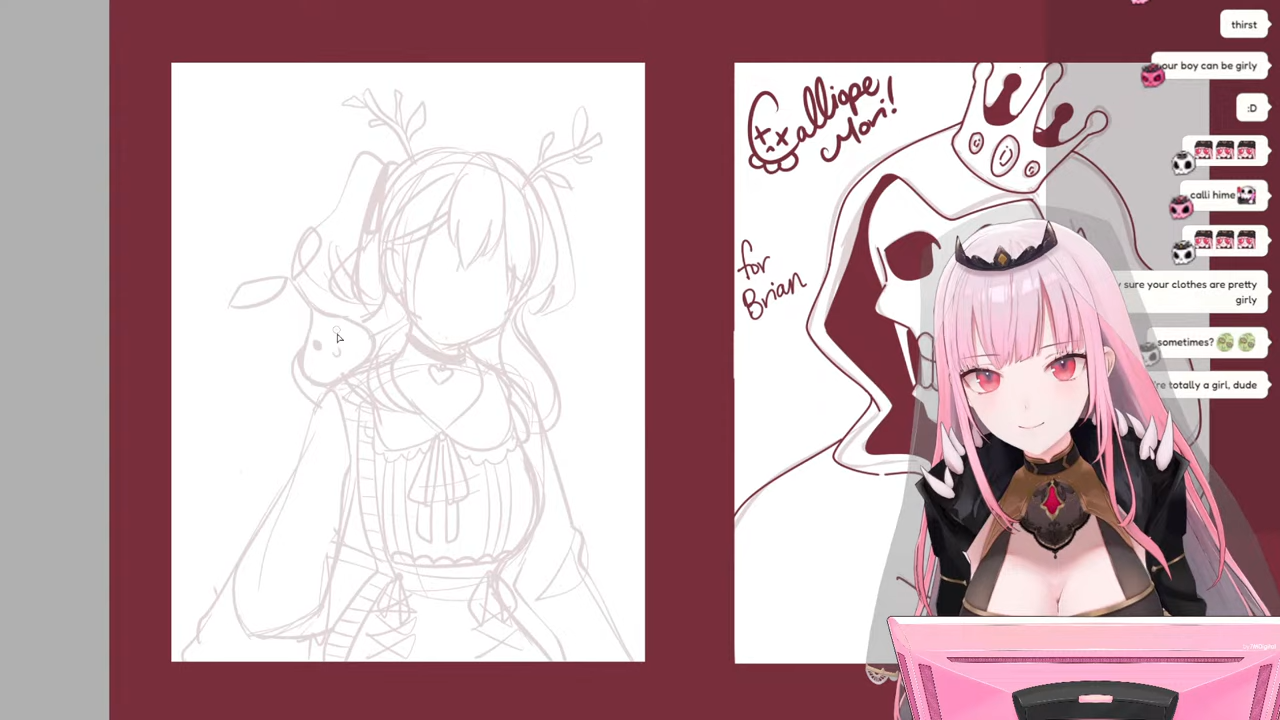 Calliope
Mori!
for
Brian
thirst
our boy can be girly
:D
calli hime
sure your clothes are pretty
girly
sometimes?
re totally a girl, dude